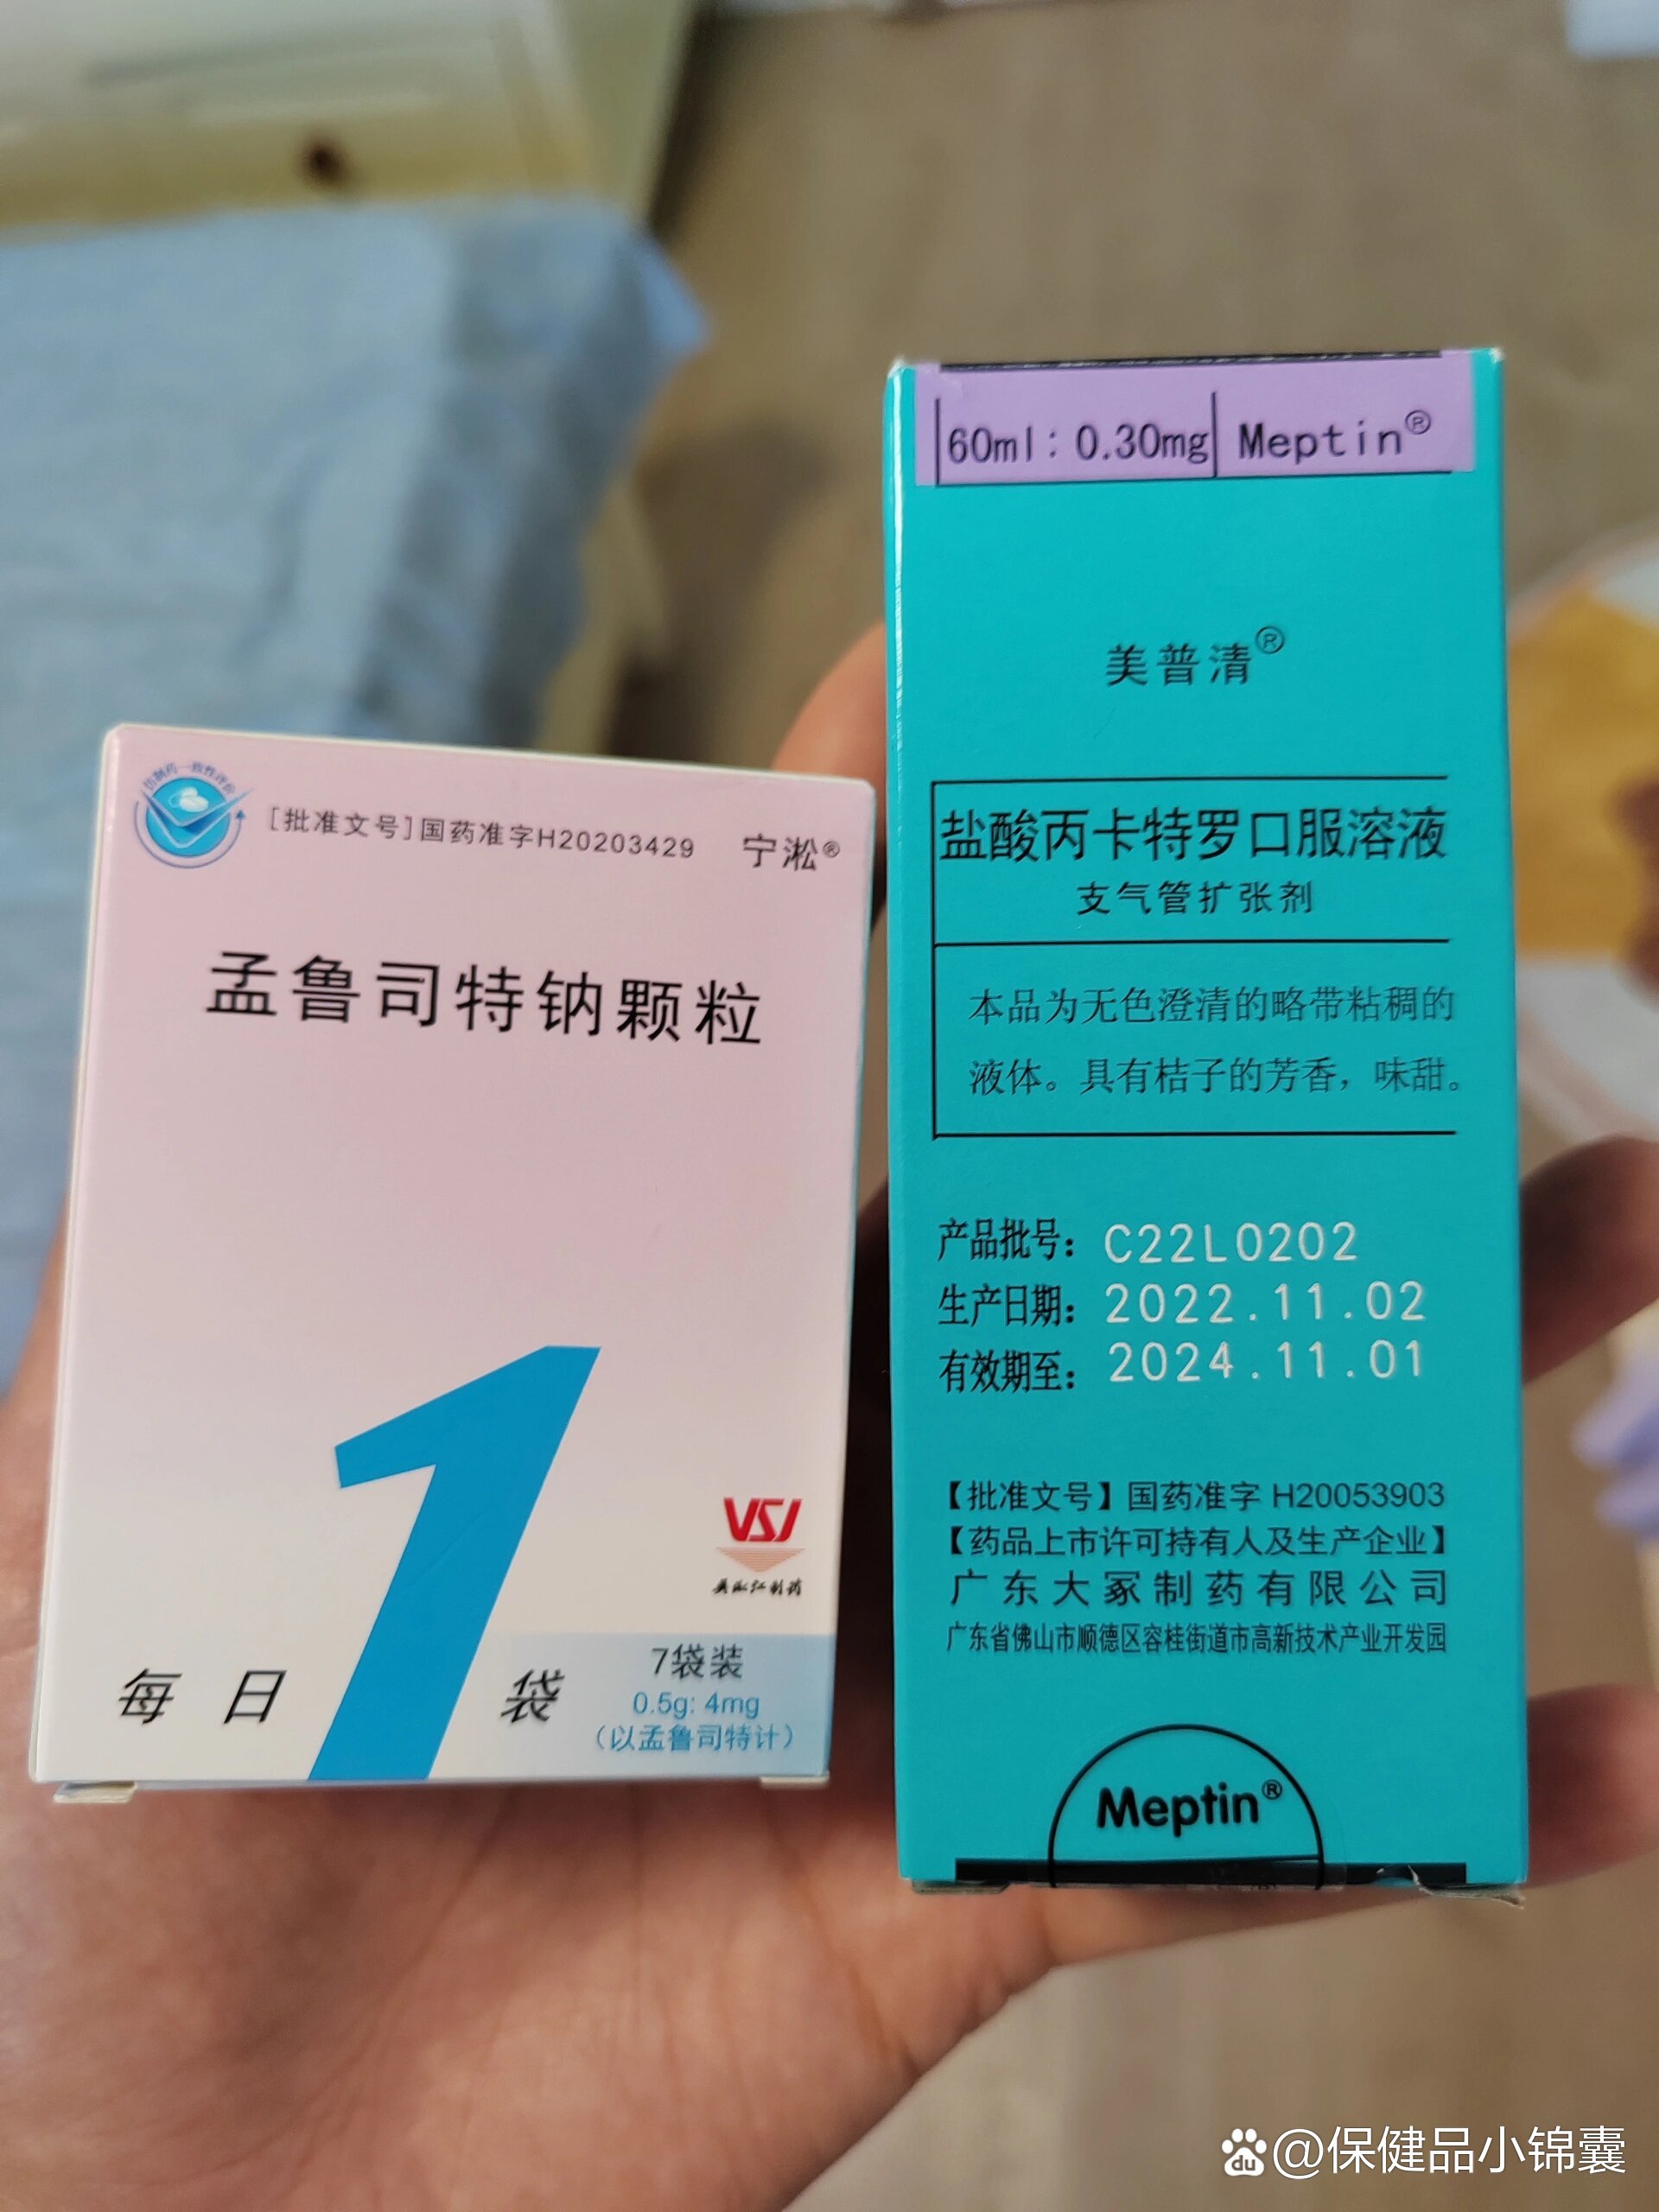 仿制药一致性评价
[批准文号]国药准字H20203429 宁淞®
孟鲁司特钠颗粒
VSJ
每日1袋
7袋装
0.5g: 4mg
(以孟鲁司特计)
60ml: 0.30mg Meptin®
美普清®
盐酸丙卡特罗口服溶液
支气管扩张剂
本品为无色澄清的略带粘稠的
液体。具有桔子的芳香，味甜。
产品批号: C22L0202
生产日期: 2022.11.02
有效期至: 2024.11.01
【批准文号】国药准字 H20053903
【药品上市许可持有人及生产企业】
广东大冢制药有限公司
广东省佛山市顺德区容桂街道市高新技术产业开发园
Meptin®
du @保健品小锦囊